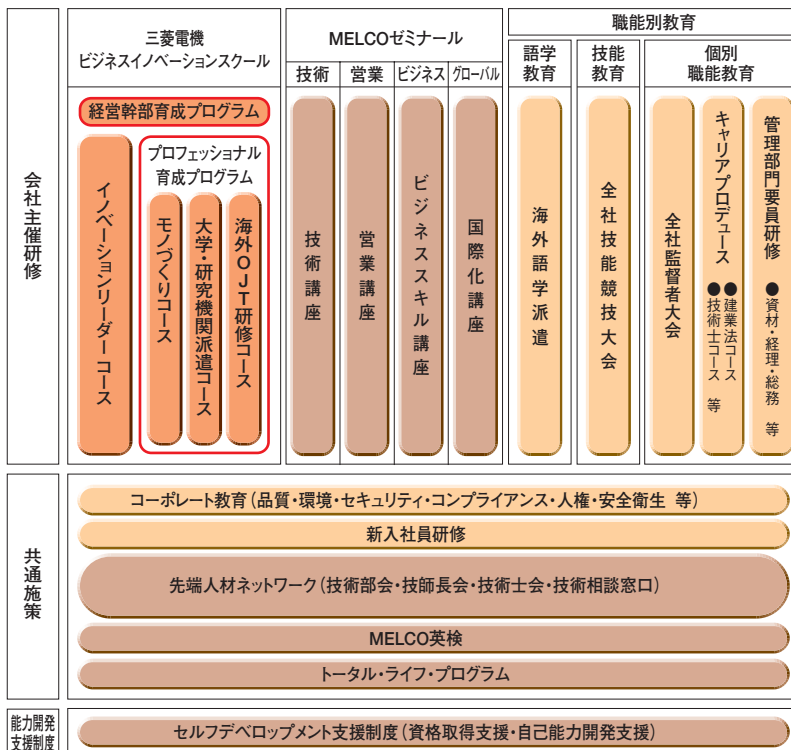 三菱電機
ビジネスイノベーションスクール
MELCOゼミナール
職能別教育
技術
営業
ビジネス
グローバル
語学
教育
技能
教育
個別
職能教育
会社主催研修
経営幹部育成プログラム
イノベーションリーダーコース
プロフェッショナル
育成プログラム
モノづくりコース
大学・研究機関派遣コース
海外OJT研修コース
技術講座
営業講座
ビジネススキル講座
国際化講座
海外語学派遣
全社技能競技大会
全社監督者大会
キャリアプロデュース
●建業法コース
●技術士コース 等
管理部門要員研修
●資材・経理・総務 等
共通施策
コーポレート教育(品質・環境・セキュリティ・コンプライアンス・人権・安全衛生 等)
新入社員研修
先端人材ネットワーク(技術部会・技師長会・技術士会・技術相談窓口)
MELCO英検
トータル・ライフ・プログラム
能力開発
支援制度
セルフデベロップメント支援制度(資格取得支援・自己能力開発支援)